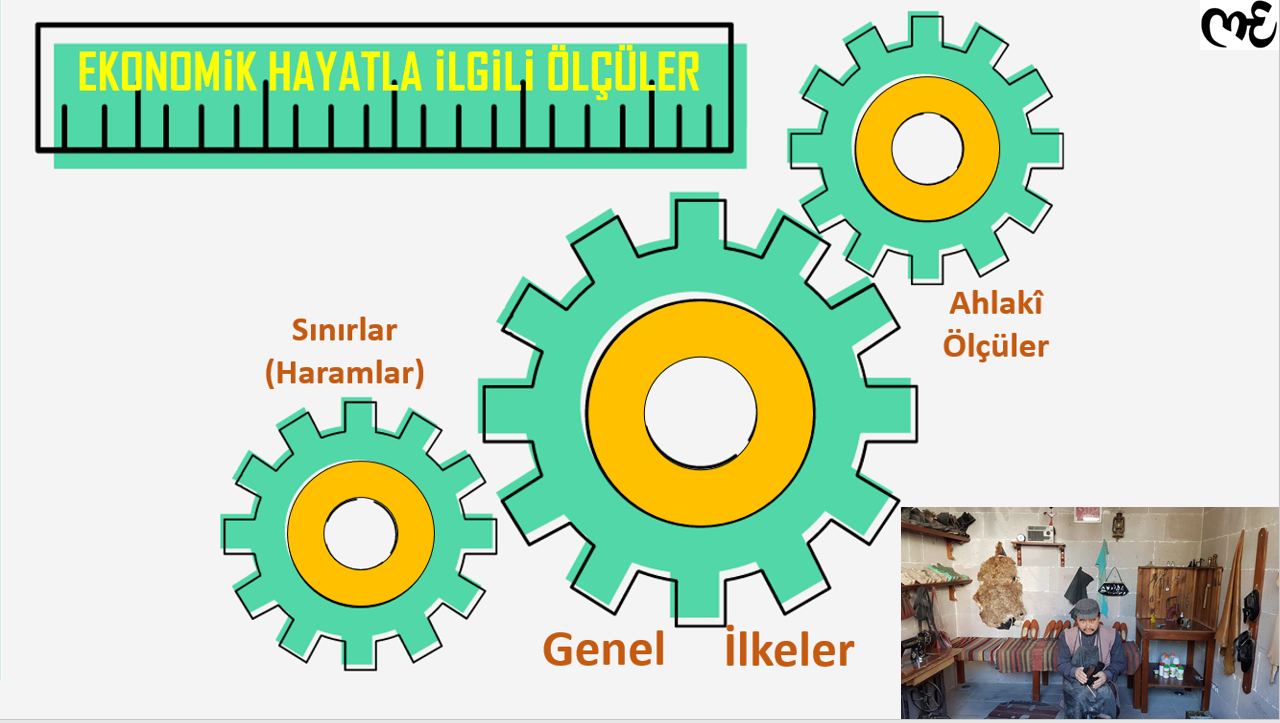 EKONOMİK HAYATLA İLGİLİ ÖLÇÜLER
Ahlakî
Ölçüler
Sınırlar
(Haramlar)
Genel İlkeler